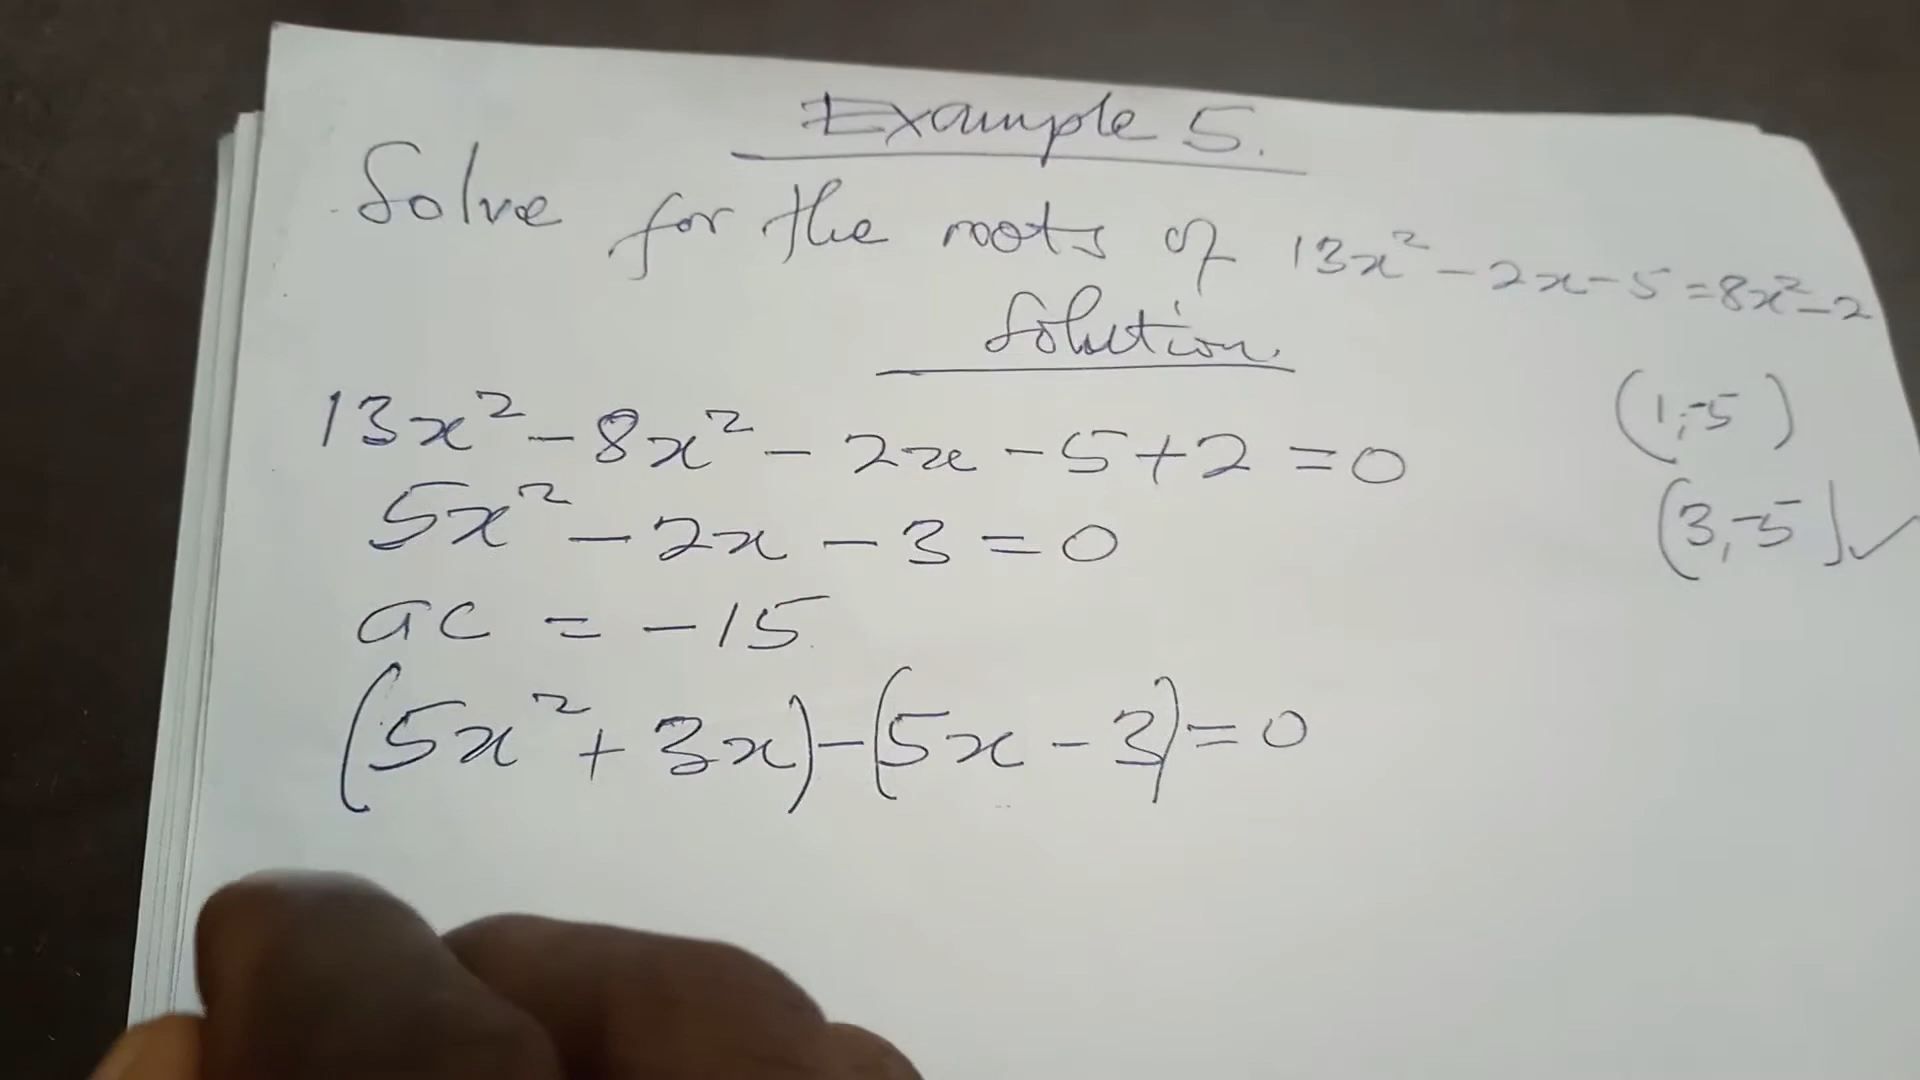 Example 5.
Solve for the roots of 13x² - 2x - 5 = 8x² - 2
Solution.
13x² - 8x² - 2x - 5 + 2 = 0
(1, -5)
5x² - 2x - 3 = 0
(3, -5) ✓
ac = -15
(5x² + 3x) - (5x - 3) = 0